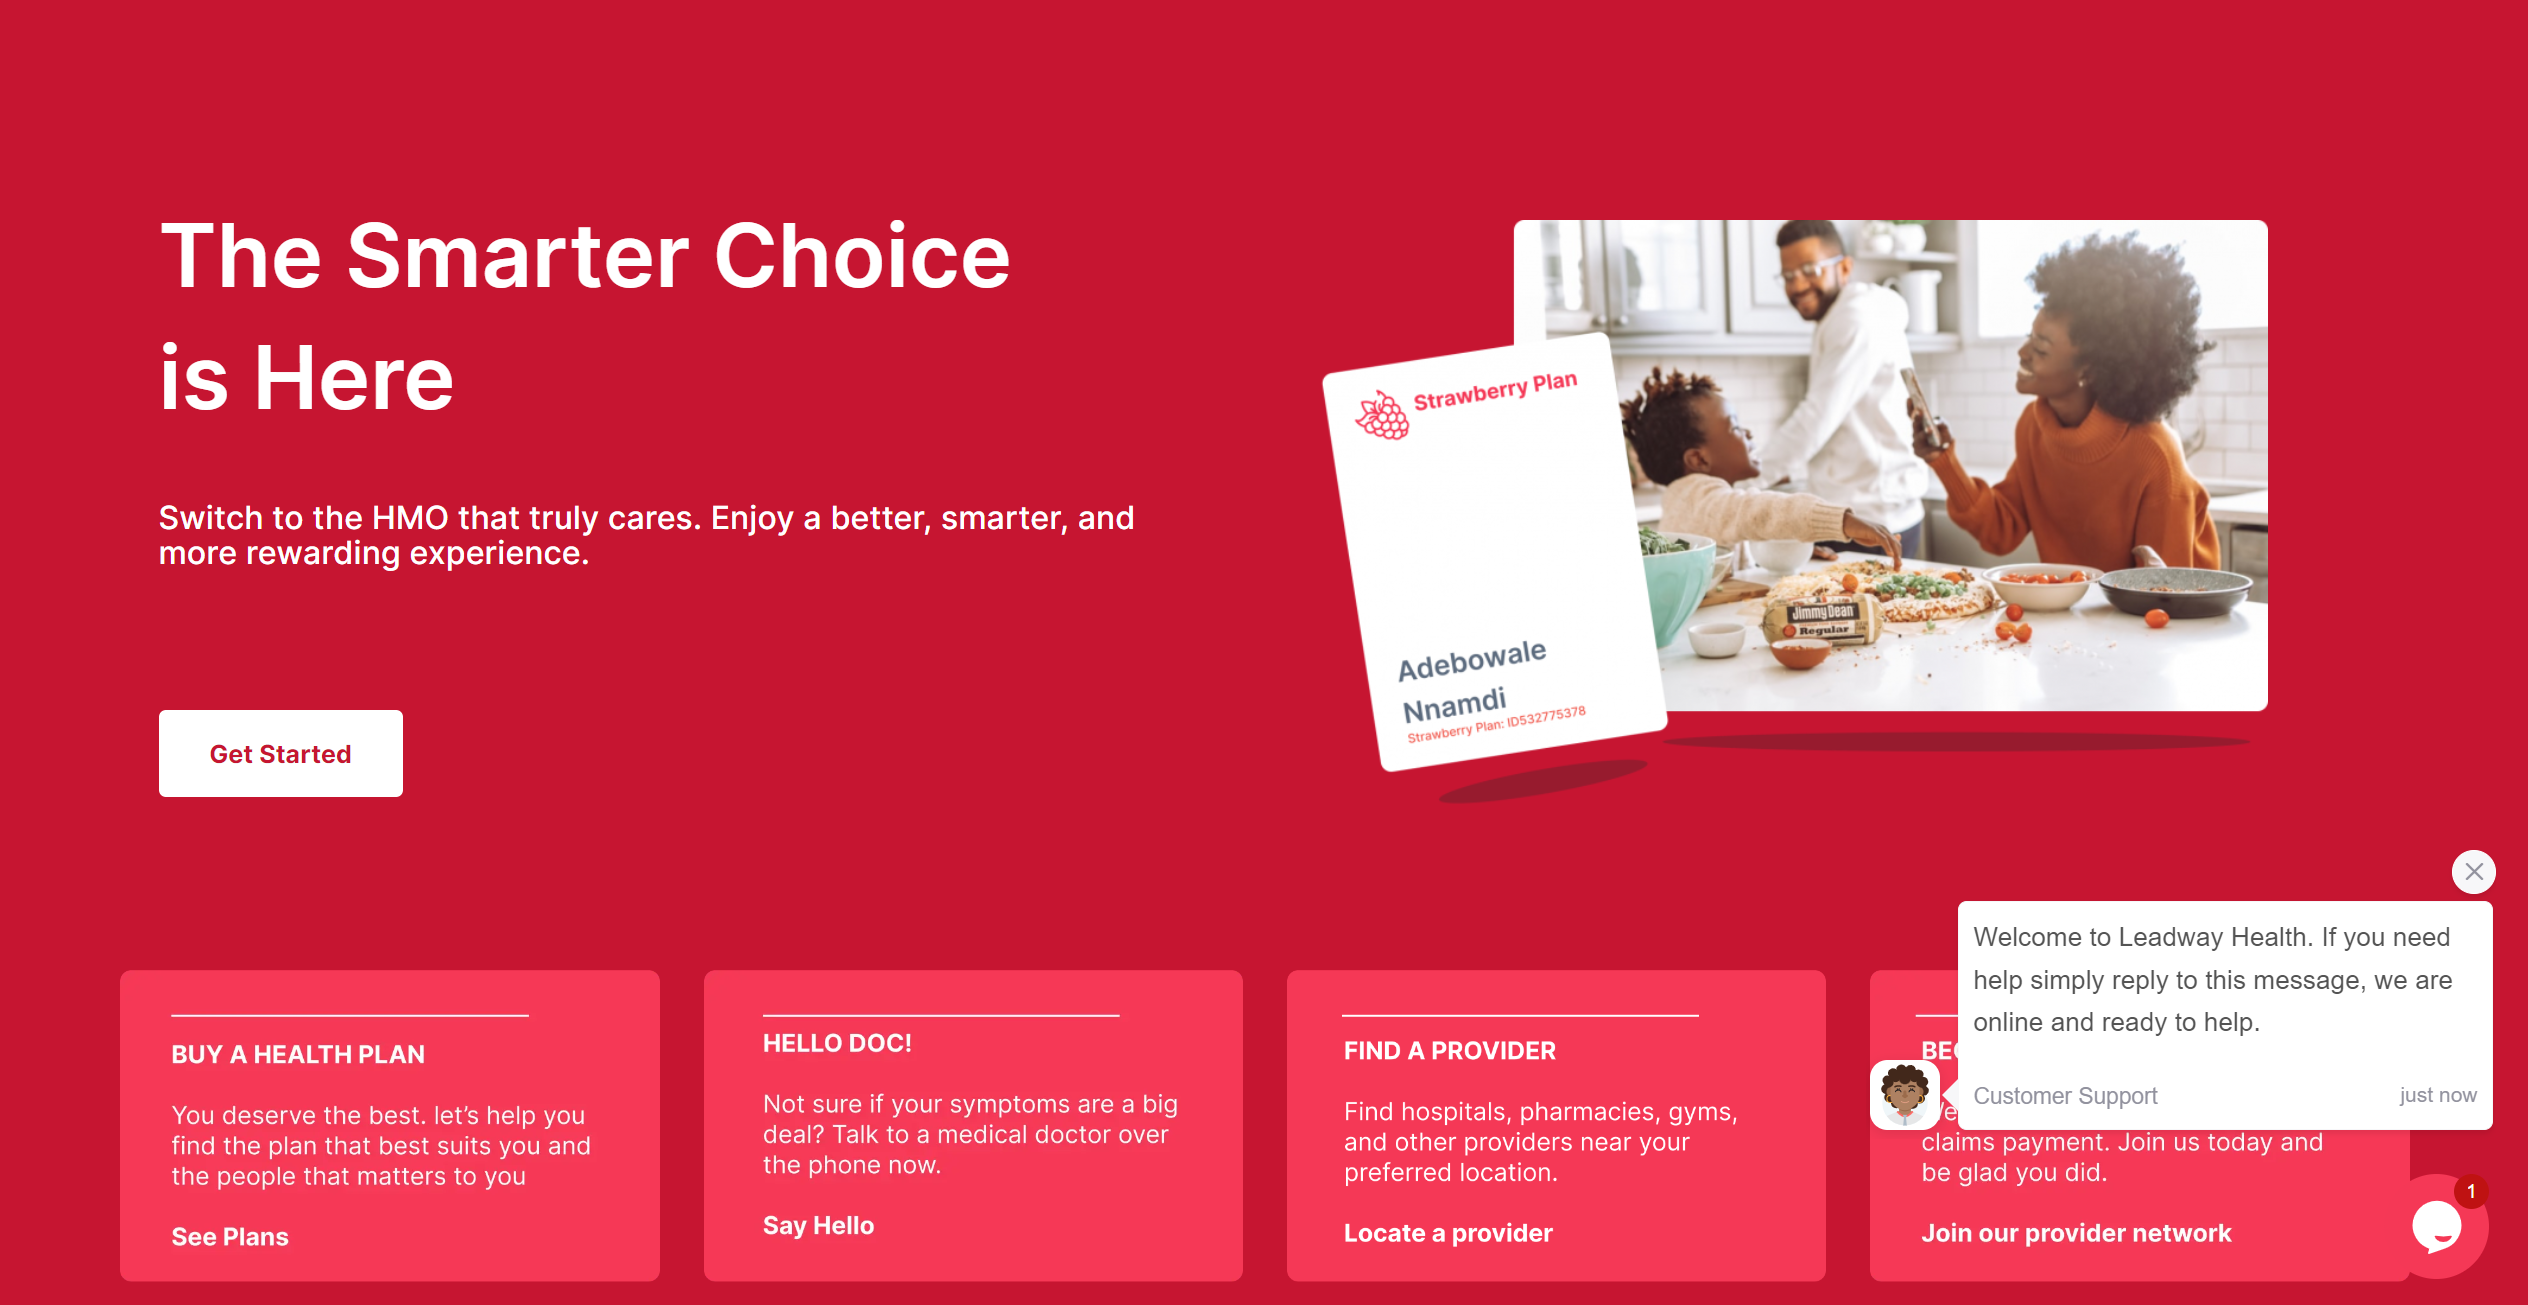 The Smarter Choice
is Here
Switch to the HMO that truly cares. Enjoy a better, smarter, and
more rewarding experience.
Get Started
Strawberry Plan
Adebowale
Nnamdi
Strawberry Plan: ID532775378
Jimmy Dean
Regular
BUY A HEALTH PLAN
You deserve the best. let's help you
find the plan that best suits you and
the people that matters to you
See Plans
HELLO DOC!
Not sure if your symptoms are a big
deal? Talk to a medical doctor over
the phone now.
Say Hello
FIND A PROVIDER
Find hospitals, pharmacies, gyms,
and other providers near your
preferred location.
Locate a provider
claims payment. Join us today and
be glad you did.
Join our provider network
Welcome to Leadway Health. If you need
help simply reply to this message, we are
online and ready to help.
Customer Support just now
1